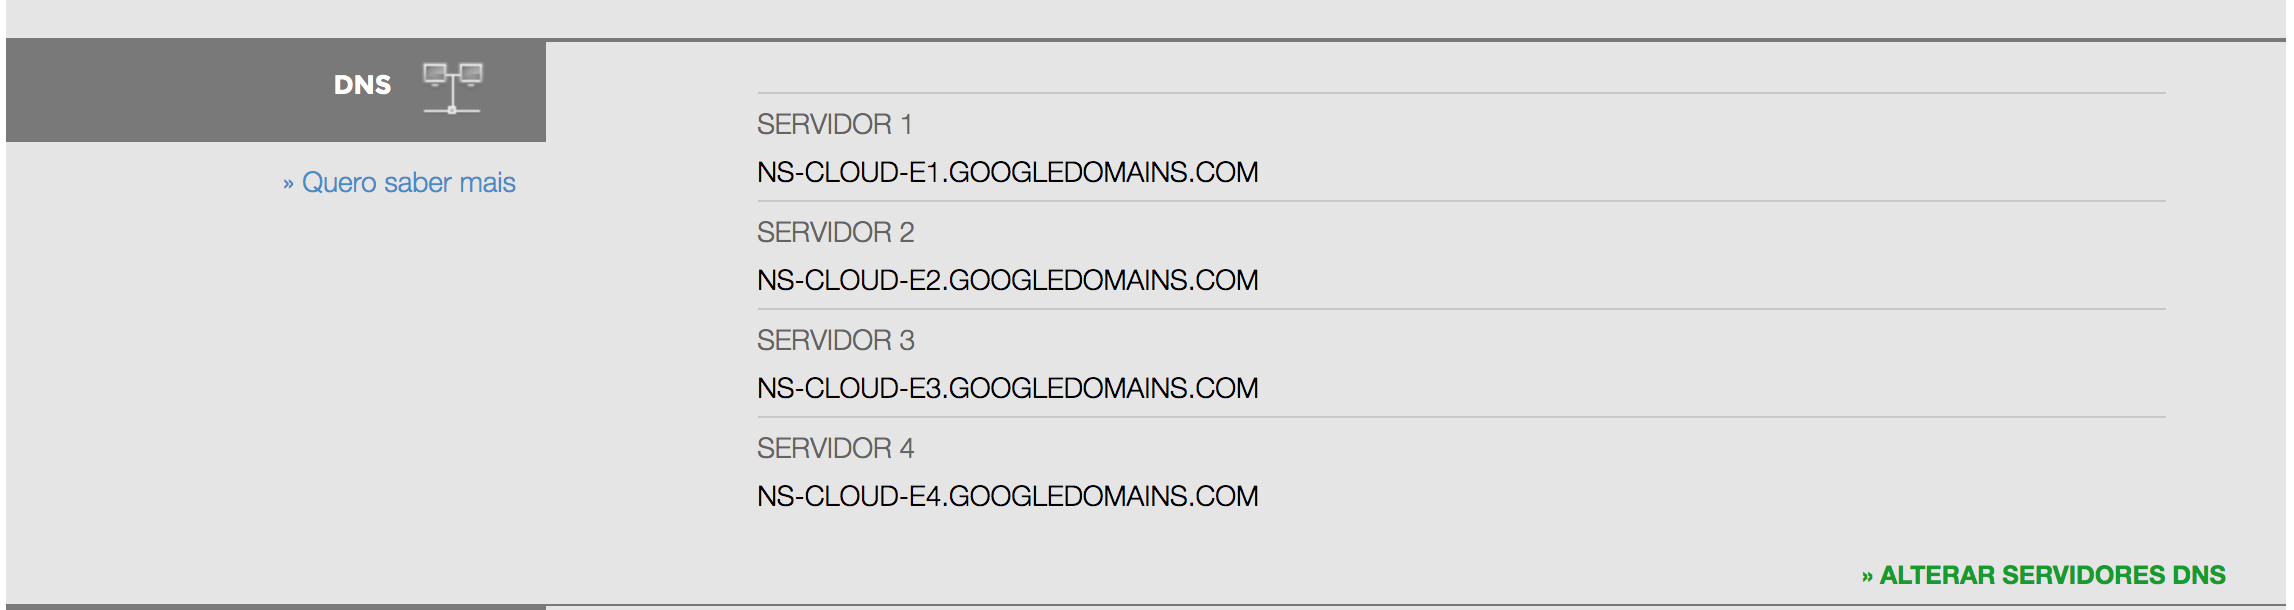 DNS
» Quero saber mais
SERVIDOR 1
NS-CLOUD-E1.GOOGLEDOMAINS.COM
SERVIDOR 2
NS-CLOUD-E2.GOOGLEDOMAINS.COM
SERVIDOR 3
NS-CLOUD-E3.GOOGLEDOMAINS.COM
SERVIDOR 4
NS-CLOUD-E4.GOOGLEDOMAINS.COM
» ALTERAR SERVIDORES DNS